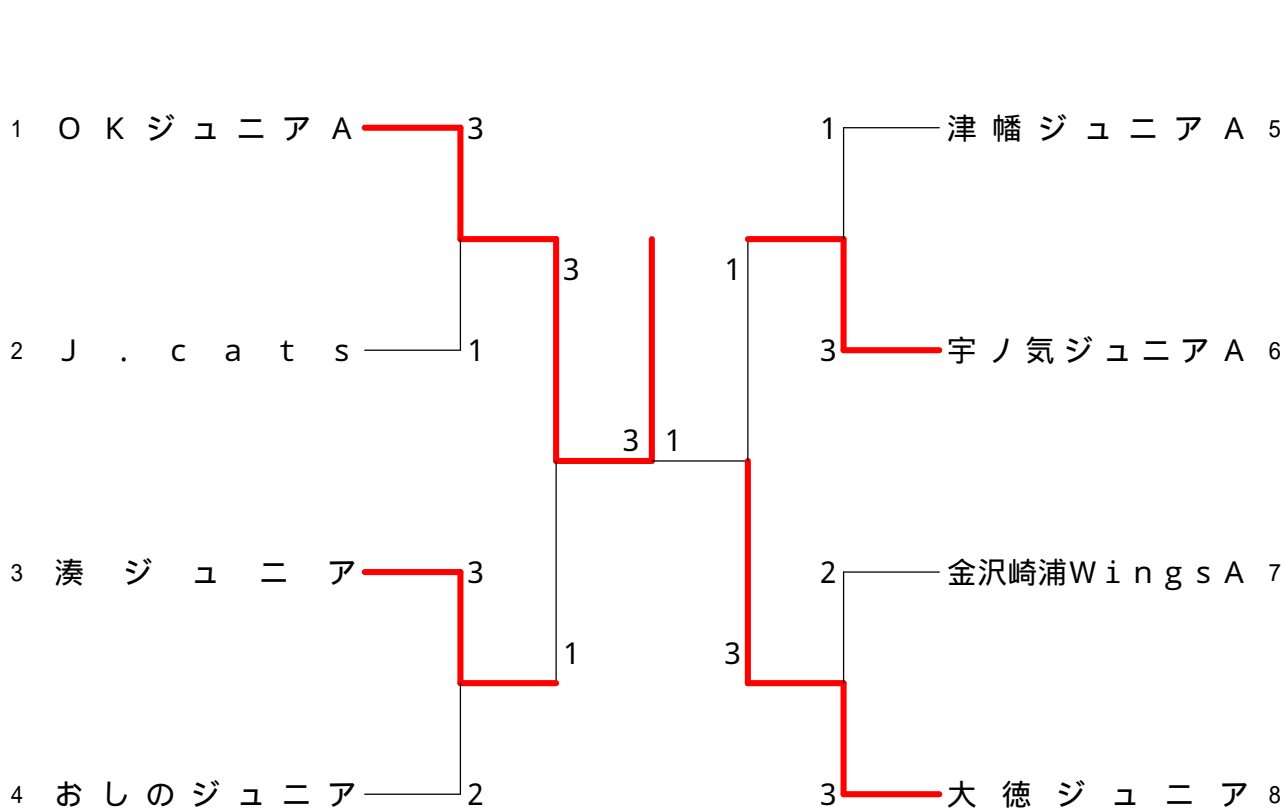 1 OKジュニアA 3 1 津幡ジュニアA 5
3 1
2 J.cats 1 3 宇ノ気ジュニアA 6
3 1
3 湊ジュニア 3 2 金沢崎浦WingsA 7
1 3
4 おしのジュニア 2 3 大徳ジュニア 8